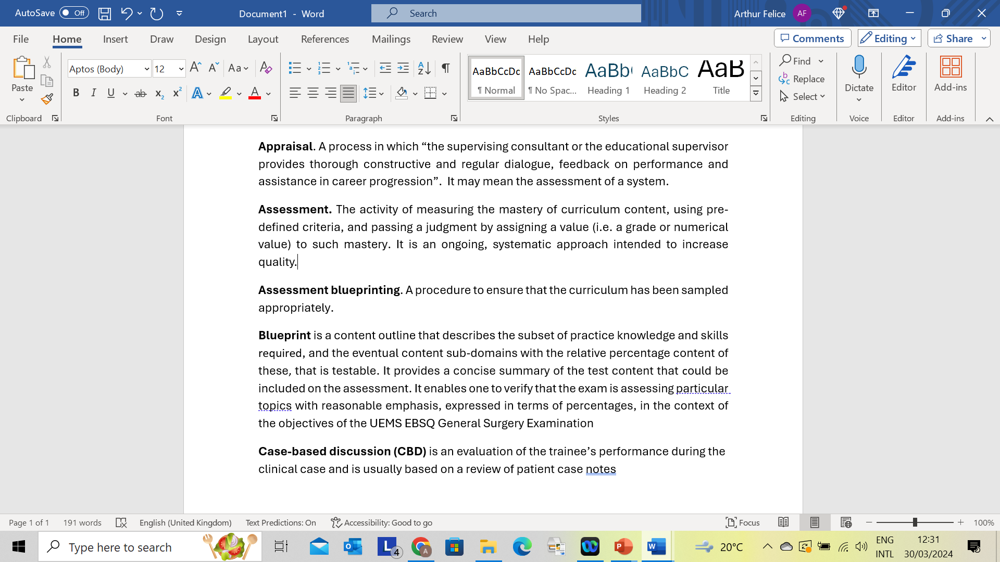 AutoSave Off Document1 - Word Search Arthur Felice AF
File Home Insert Draw Design Layout References Mailings Review View Help Comments Editing Share
Paste Aptos (Body) 12 Aa AaBbCcDc AaBbCcDc AaBb( AaBbC AaB Find Replace Select Dictate Editor Add-ins
¶ Normal ¶ No Spac... Heading 1 Heading 2 Title
Clipboard Font Paragraph Styles Editing Voice Editor Add-ins
Appraisal. A process in which “the supervising consultant or the educational supervisor
provides thorough constructive and regular dialogue, feedback on performance and
assistance in career progression”.  It may mean the assessment of a system.
Assessment. The activity of measuring the mastery of curriculum content, using pre-
defined criteria, and passing a judgment by assigning a value (i.e. a grade or numerical
value) to such mastery. It is an ongoing, systematic approach intended to increase
quality.
Assessment blueprinting. A procedure to ensure that the curriculum has been sampled
appropriately.
Blueprint is a content outline that describes the subset of practice knowledge and skills
required, and the eventual content sub-domains with the relative percentage content of
these, that is testable. It provides a concise summary of the test content that could be
included on the assessment. It enables one to verify that the exam is assessing particular
topics with reasonable emphasis, expressed in terms of percentages, in the context of
the objectives of the UEMS EBSQ General Surgery Examination
Case-based discussion (CBD) is an evaluation of the trainee’s performance during the
clinical case and is usually based on a review of patient case notes
Page 1 of 1 191 words English (United Kingdom) Text Predictions: On Accessibility: Good to go Focus 100%
Type here to search 4 A 20°C ENG 12:31
INTL 30/03/2024